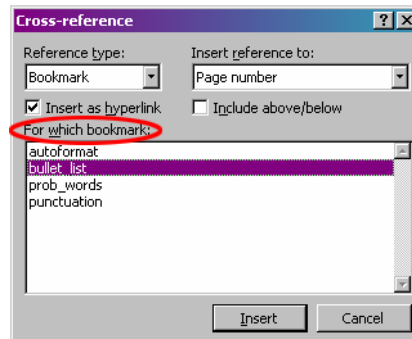 Cross-reference
Reference type: Insert reference to:
Bookmark Page number
Insert as hyperlink Include above/below
For which bookmark:
autoformat
bullet_list
prob_words
punctuation
Insert Cancel